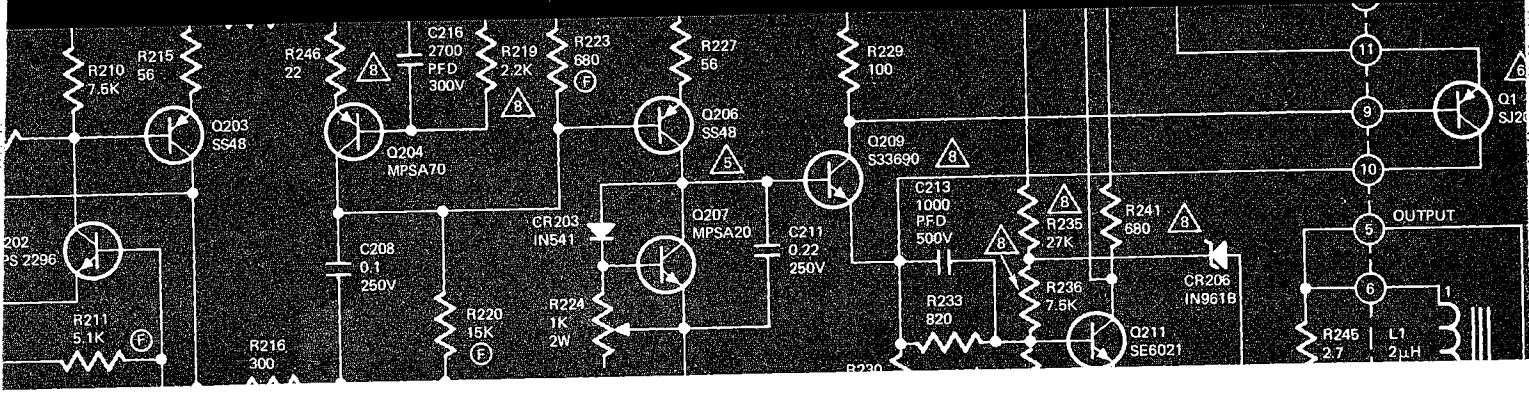 R210
7.5K
R215
56
Q203
SS48
PS 2296
R211
5.1K
F
R216
300
R246
22
8
C216
2700
PFD
300V
R219
2.2K
8
Q204
MPSA70
C208
0.1
250V
R220
15K
F
R223
680
F
R227
56
Q206
SS48
5
CR203
IN541
Q207
MPSA20
C211
0.22
250V
R224
1K
2W
R229
100
Q209
S33690
8
C213
1000
PFD
500V
R233
820
R230
8
8
R235
27K
R236
7.5K
R241
680
8
CR206
IN961B
Q211
SE6021
11
9
10
5
OUTPUT
6
R245
2.7
L1
2µH
1
6
Q1